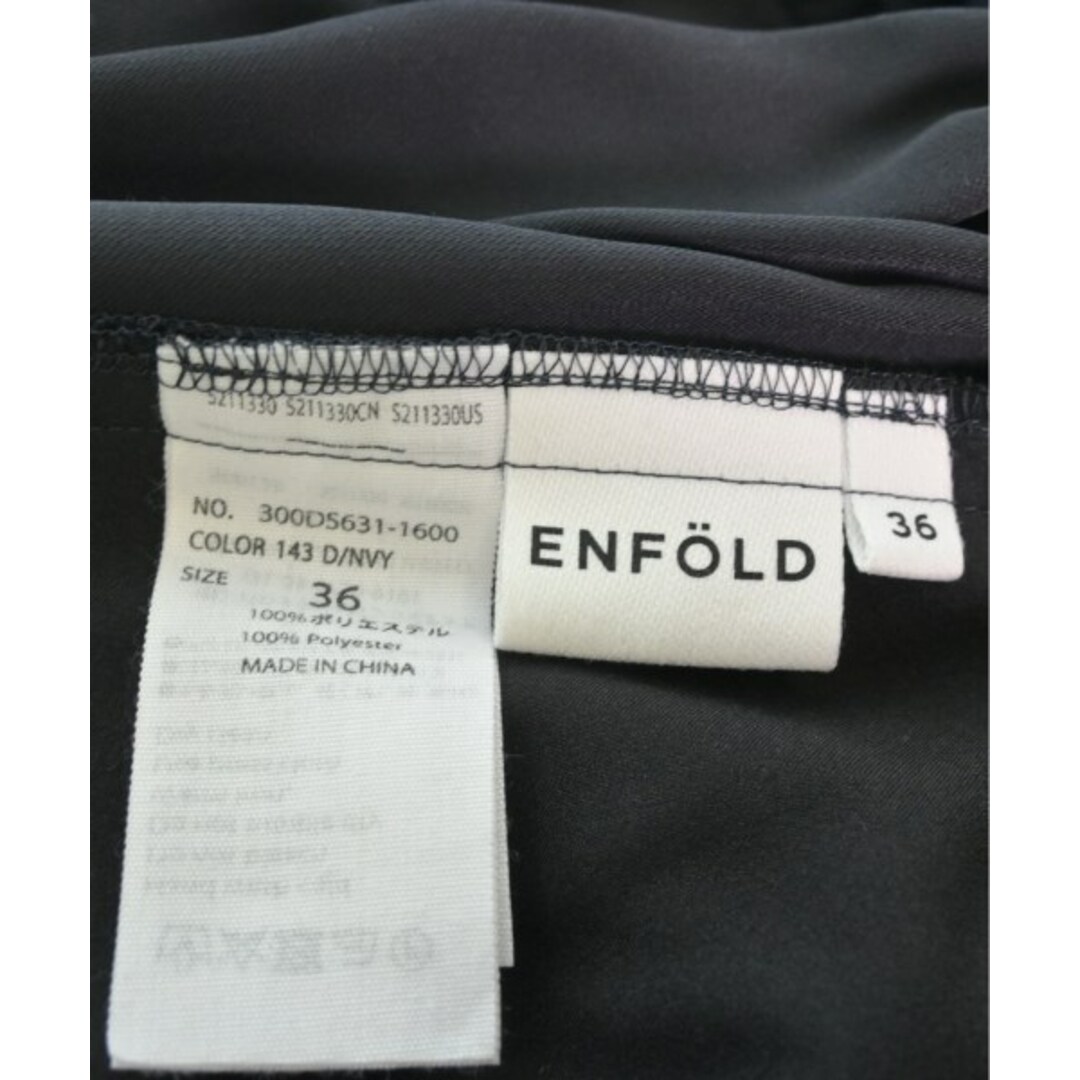 S211330 S211330CN S211330US
NO. 300DS631-1600
COLOR 143 D/NVY
SIZE 36
100%ポリエステル
100% Polyester
MADE IN CHINA
ENFÖLD
36